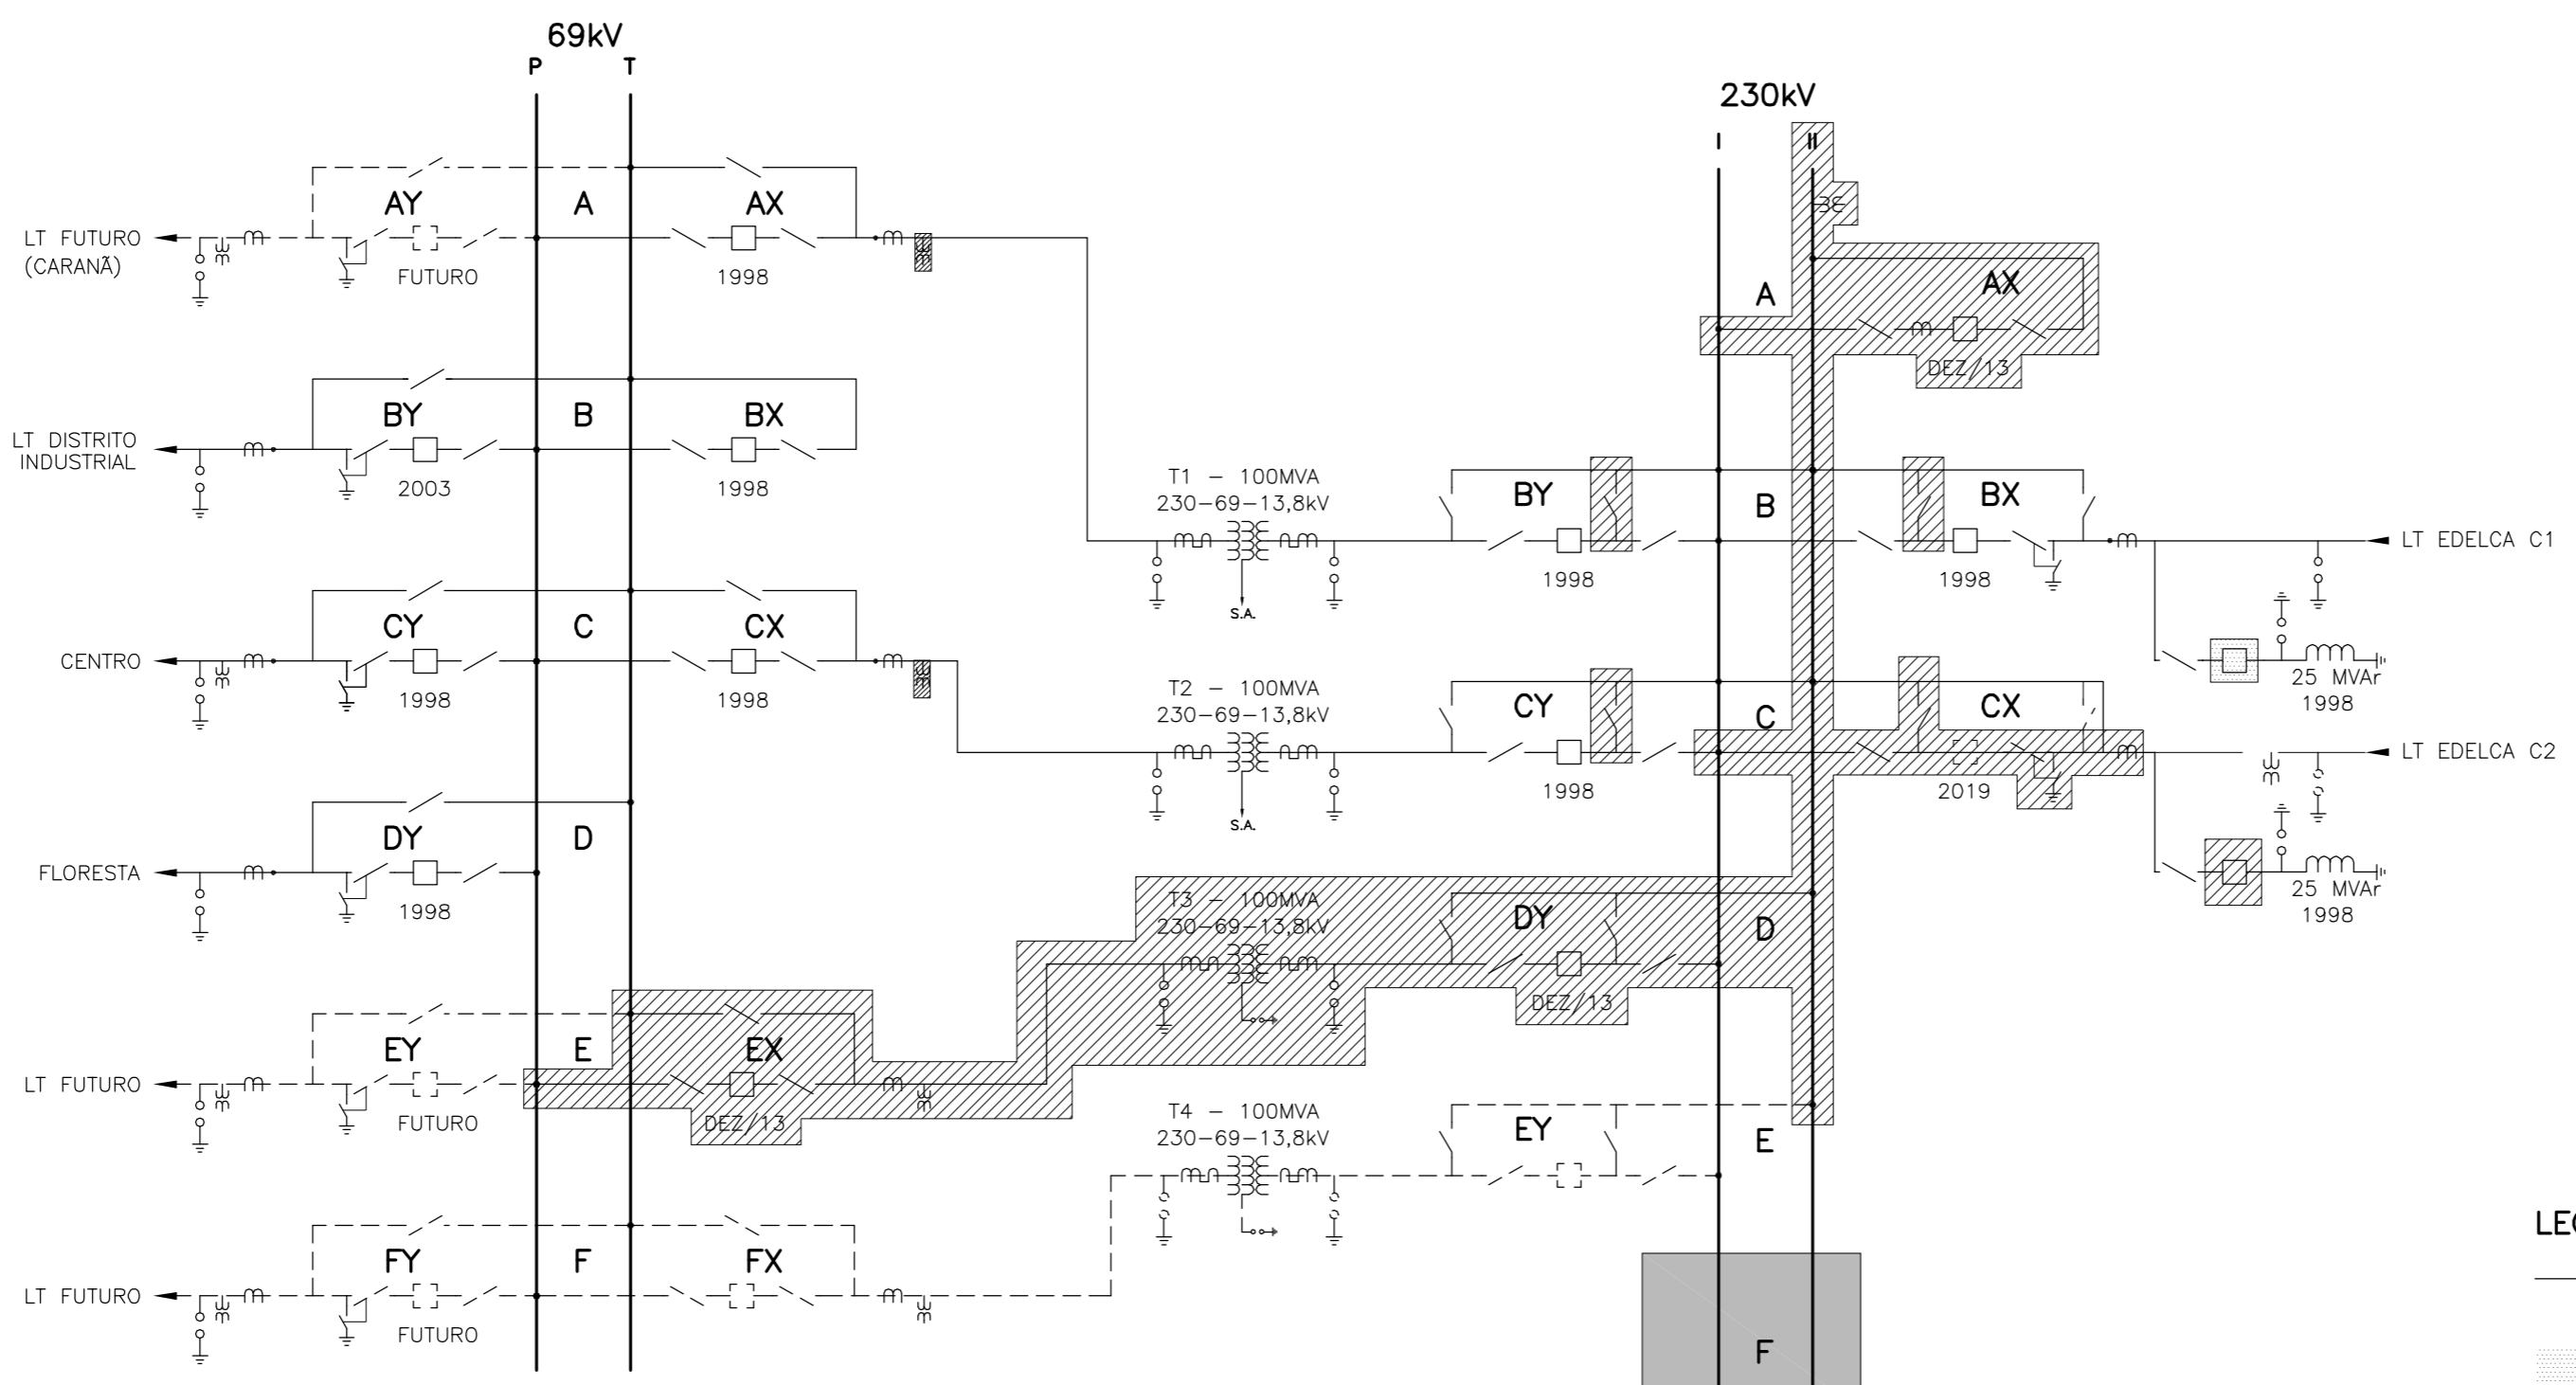 69kV
P T
230kV
I II
AY A AX
LT FUTURO
(CARANÃ)
FUTURO 1998
A AX
DEZ/13
BY B BX
LT DISTRITO
INDUSTRIAL
2003 1998
T1 - 100MVA
230-69-13,8kV
S.A.
BY B BX
1998 1998
LT EDELCA C1
25 MVAr
1998
CY C CX
CENTRO
1998 1998
T2 - 100MVA
230-69-13,8kV
S.A.
CY C CX
1998 2019
LT EDELCA C2
25 MVAr
1998
DY D
FLORESTA
1998
T3 - 100MVA
230-69-13,8kV
DY D
DEZ/13
EY E EX
LT FUTURO
FUTURO DEZ/13
T4 - 100MVA
230-69-13,8kV
EY E
FY F FX
LT FUTURO
FUTURO
F